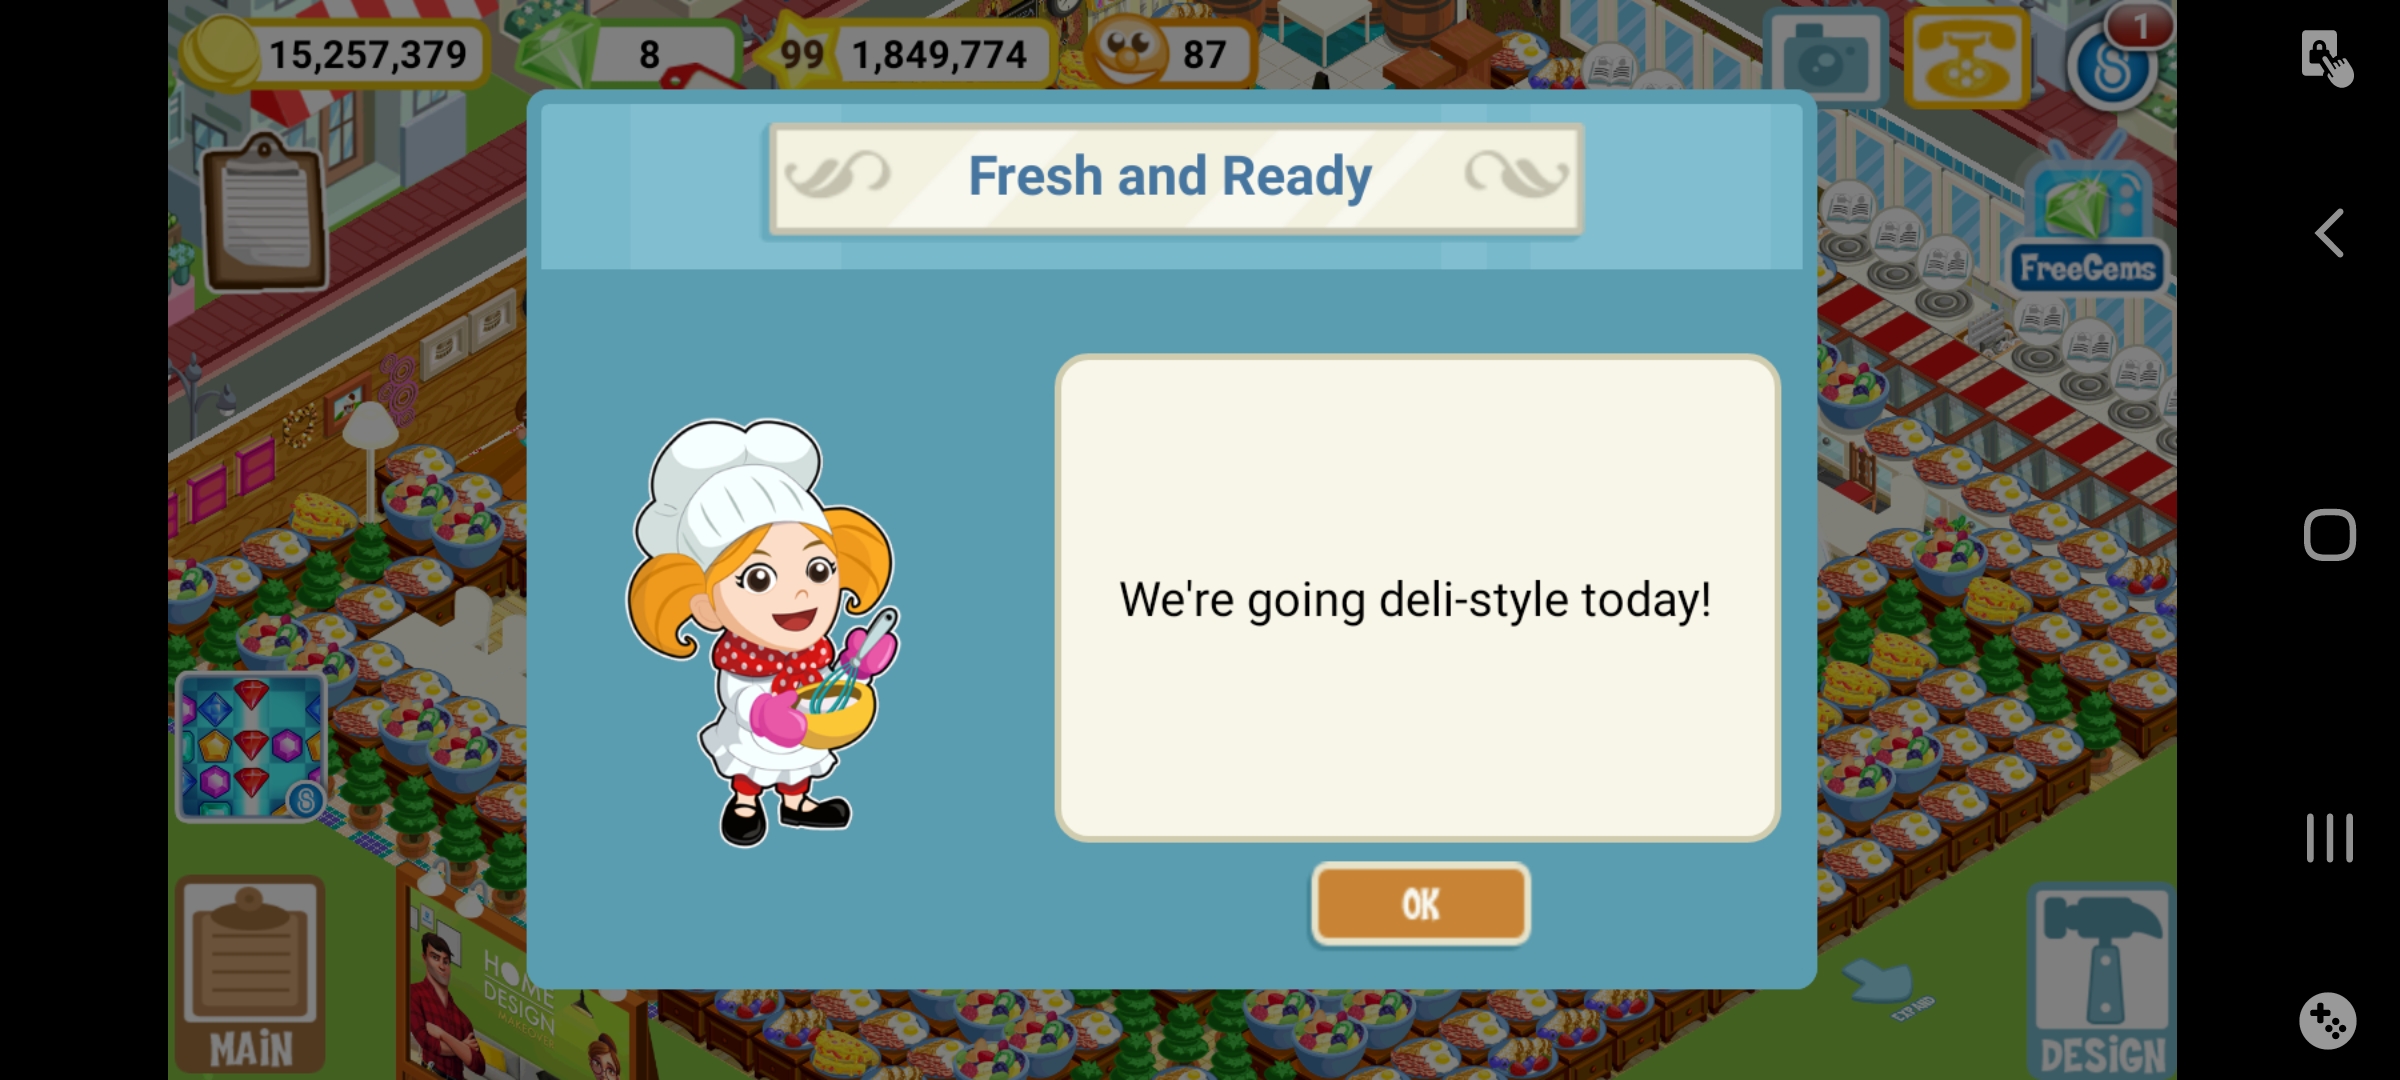 15,257,379
8
99
1,849,774
87
1
Fresh and Ready
FreeGems
We're going deli-style today!
OK
MAIN
HOME
DESIGN
MAKEOVER
EXPAND
DESIGN